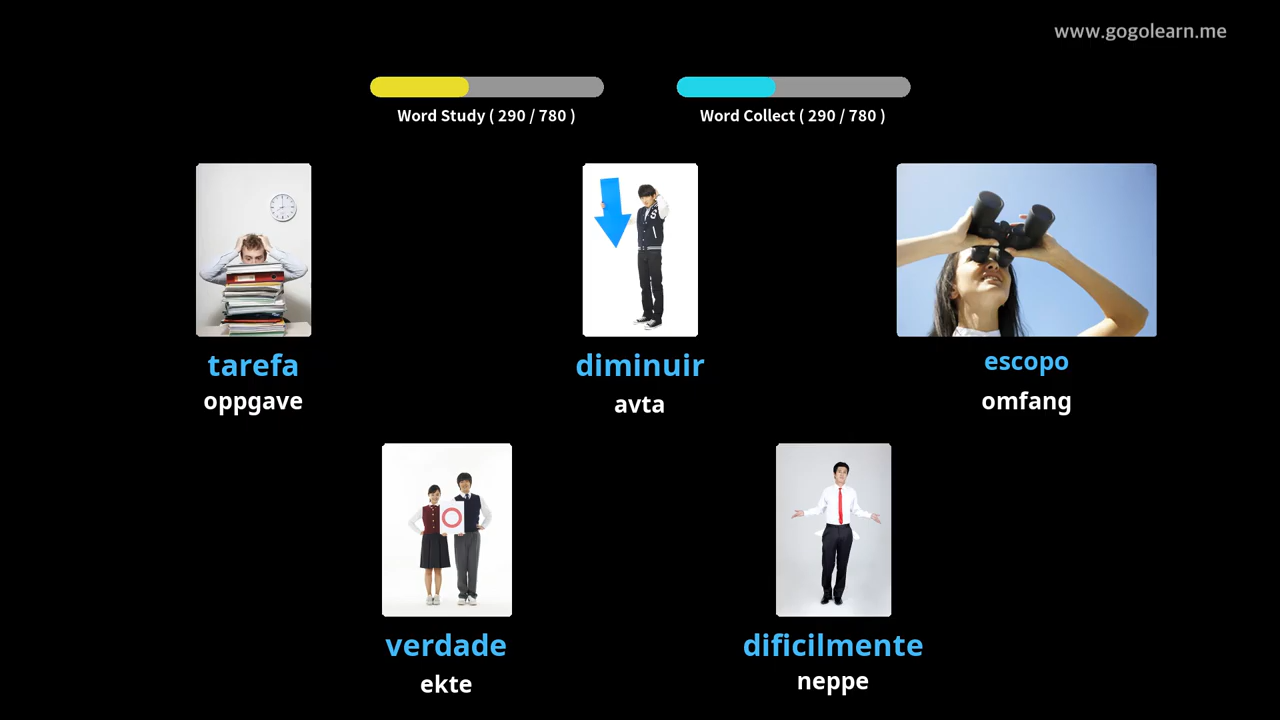 www.gogolearn.me
Word Study ( 290 / 780 )
Word Collect ( 290 / 780 )
tarefa
oppgave
diminuir
avta
escopo
omfang
verdade
ekte
dificilmente
neppe